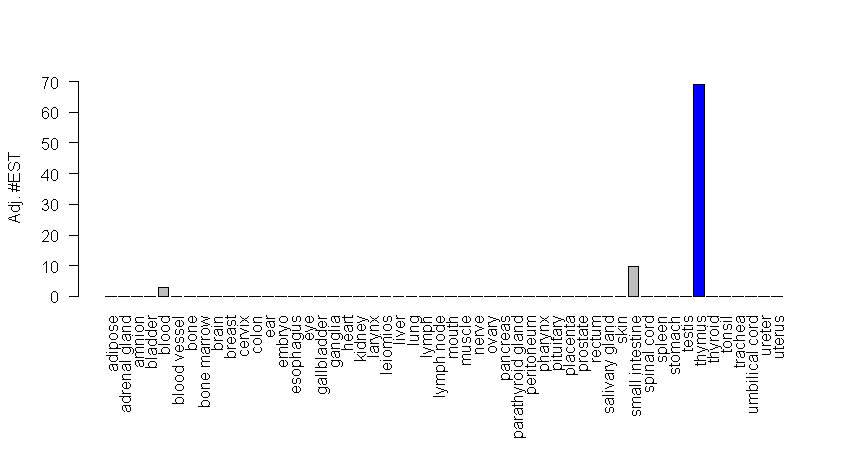 Adj. #EST
70
60
50
40
30
20
10
0
adipose
adrenal gland
amnion
bladder
blood
blood vessel
bone
bone marrow
brain
breast
cervix
colon
ear
embryo
esophagus
eye
gallbladder
ganglia
heart
kidney
larynx
leiomios
liver
lung
lymph
lymph node
mouth
muscle
nerve
ovary
pancreas
parathyroid gland
peritoneum
pharynx
pituitary
placenta
prostate
rectum
salivary gland
skin
small intestine
spinal cord
spleen
stomach
testis
thymus
thyroid
tonsil
trachea
umbilical cord
ureter
uterus